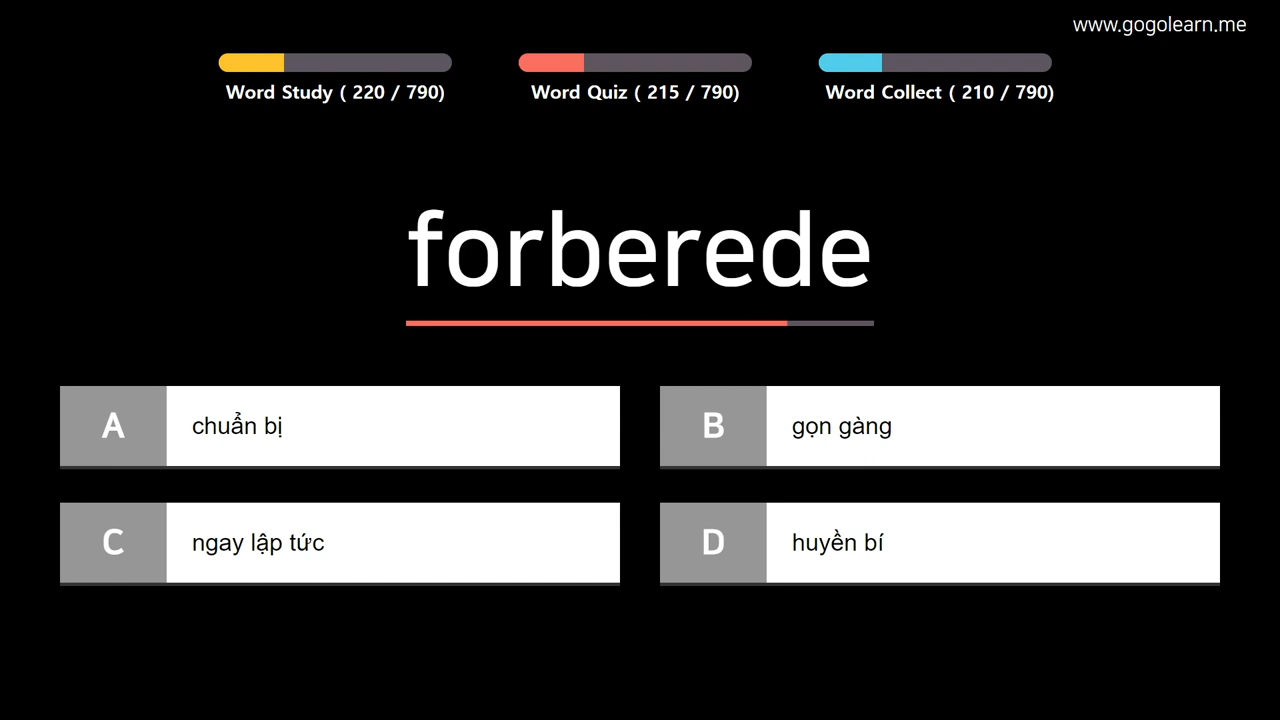 www.gogolearn.me
Word Study ( 220 / 790)
Word Quiz ( 215 / 790)
Word Collect ( 210 / 790)
forberede
A chuẩn bị
B gọn gàng
C ngay lập tức
D huyền bí